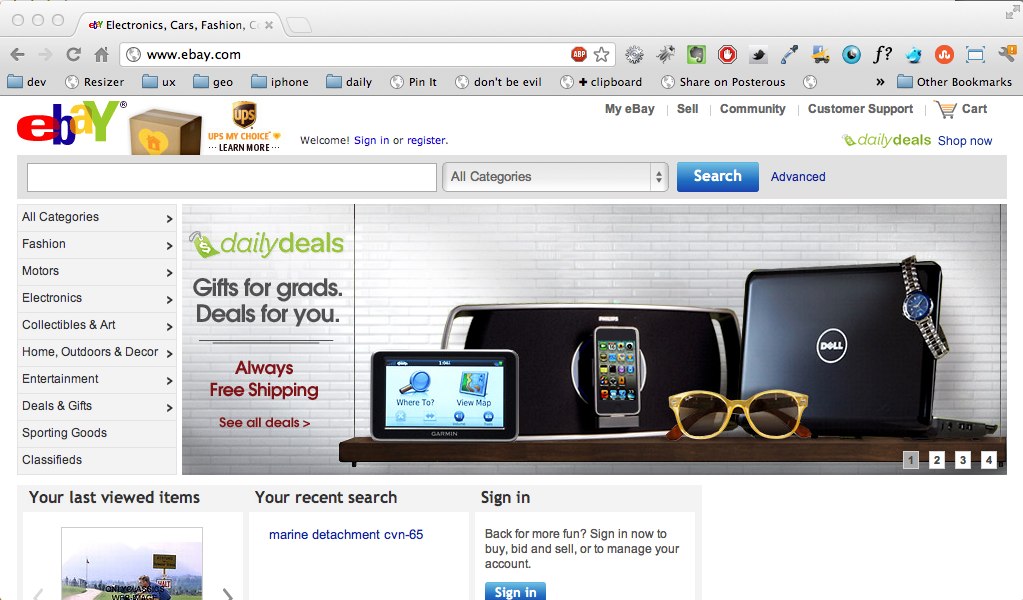 ebY Electronics, Cars, Fashion, Co
www.ebay.com
ABP
f?
dev
Resizer
ux
geo
iphone
daily
Pin It
don't be evil
+ clipboard
Share on Posterous
»
Other Bookmarks
ebaY®
ups
UPS MY CHOICE
LEARN MORE
Welcome! Sign in or register.
My eBay | Sell | Community | Customer Support | Cart
dailydeals Shop now
All Categories
Search
Advanced
All Categories
Fashion
Motors
Electronics
Collectibles & Art
Home, Outdoors & Decor
Entertainment
Deals & Gifts
Sporting Goods
Classifieds
dailydeals
Gifts for grads.
Deals for you.
Always
Free Shipping
See all deals >
Where To?
View Map
GARMIN
PHILIPS
DELL
1 2 3 4
Your last viewed items
Your recent search
marine detachment cvn-65
Sign in
Back for more fun? Sign in now to
buy, bid and sell, or to manage your
account.
Sign in